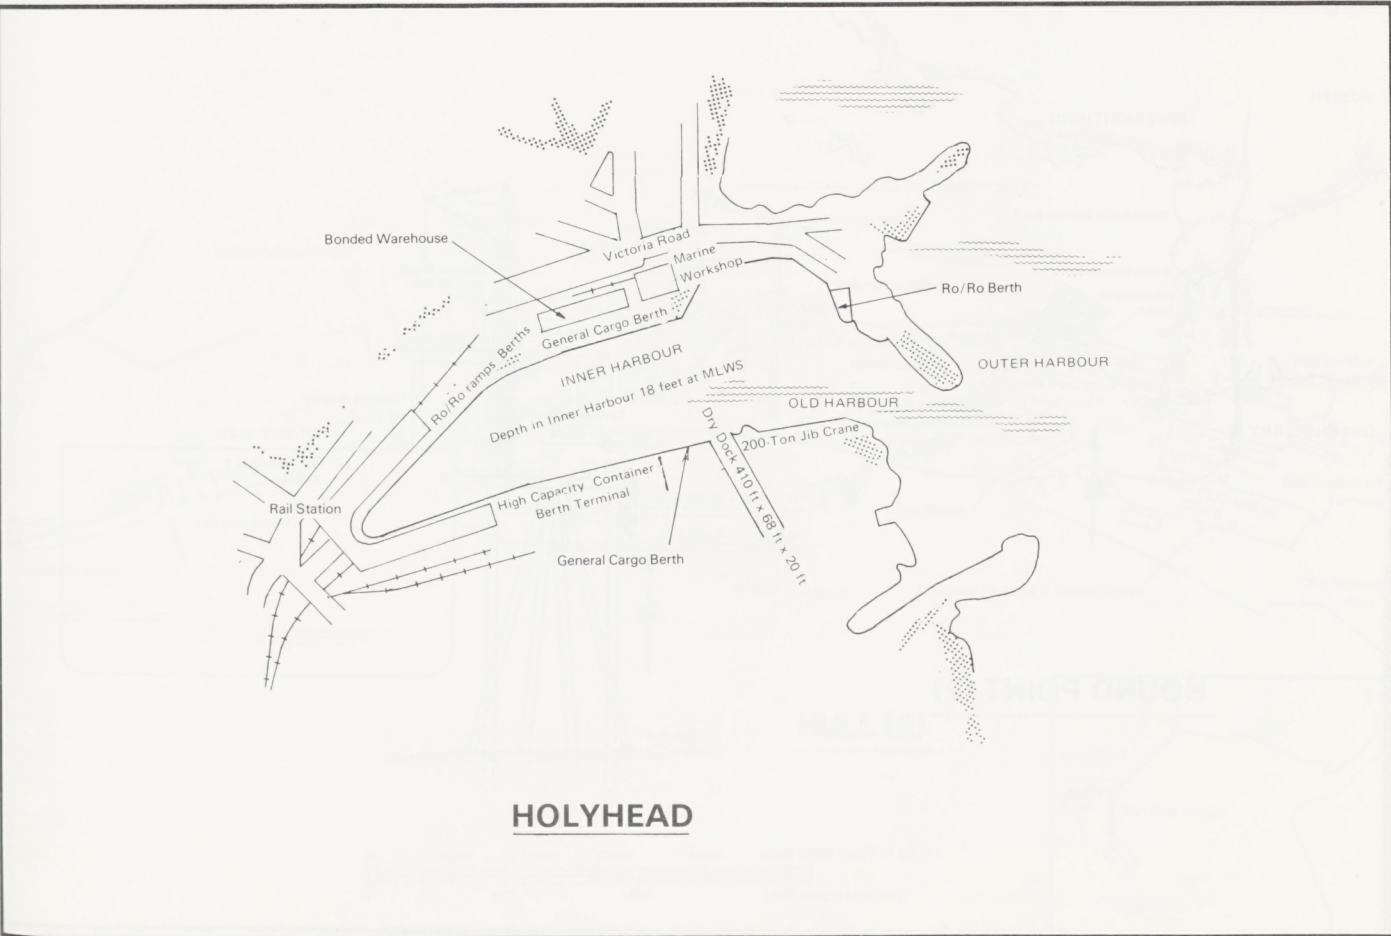 Bonded Warehouse
Victoria Road
Marine
Workshop
Ro/Ro Berth
General Cargo Berth
Ro/Ro ramps Berths
INNER HARBOUR
OUTER HARBOUR
Depth in Inner Harbour 18 feet at MLWS
OLD HARBOUR
200-Ton Jib Crane
Dry Dock 410 ft x 68 ft x 20 ft
High Capacity Container
Berth Terminal
Rail Station
General Cargo Berth
ROUND POINT
HOLYHEAD